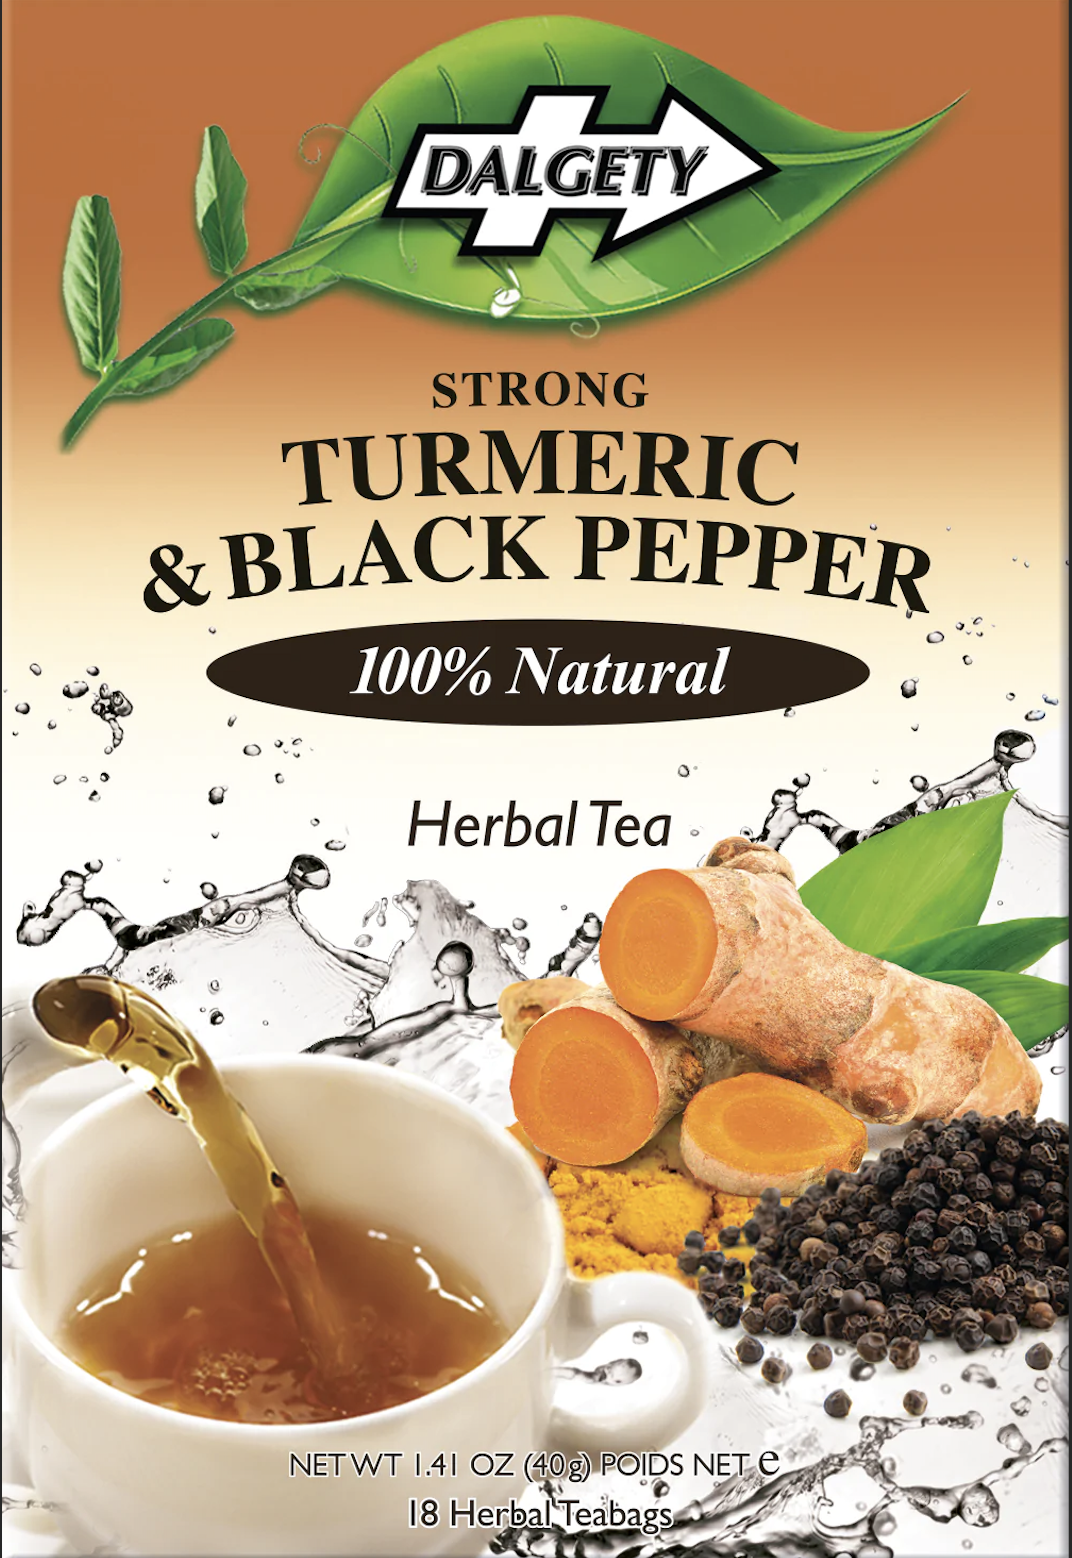 DALGETY
STRONG
TURMERIC
& BLACK PEPPER
100% Natural
Herbal Tea
NET WT 1.41 OZ (40g) POIDS NET e
18 Herbal Teabags